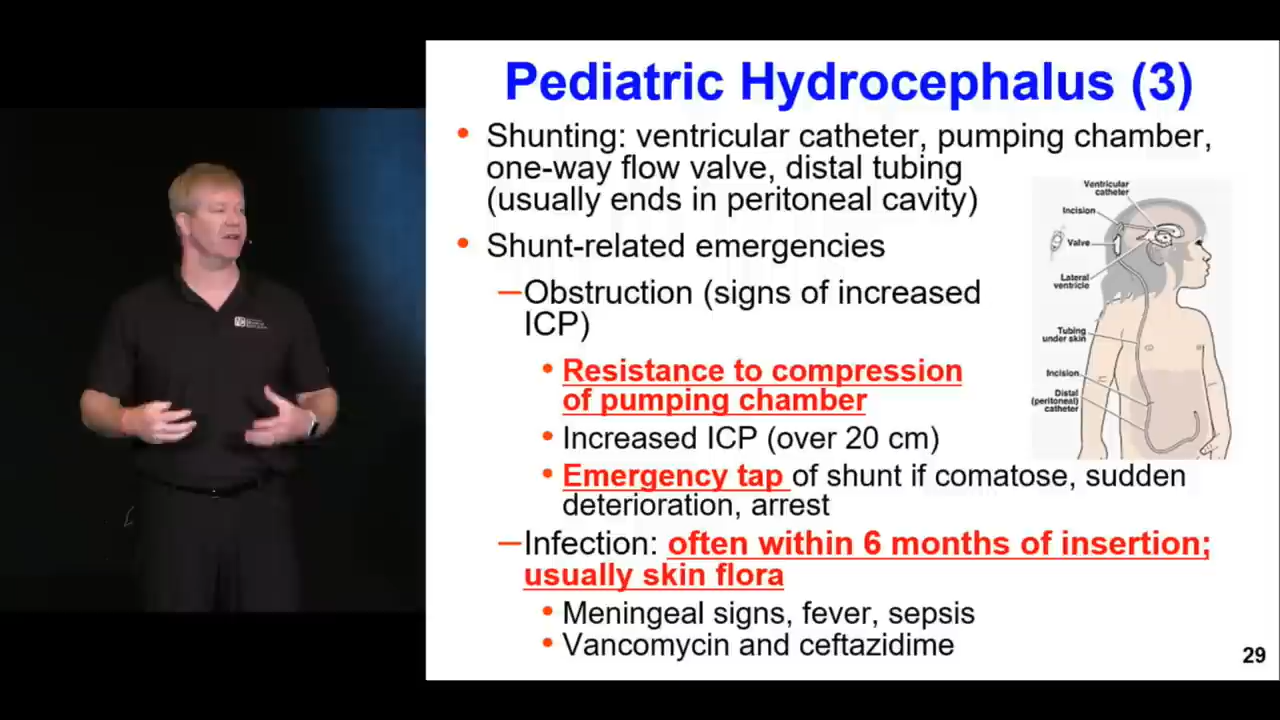 Pediatric Hydrocephalus (3)
• Shunting: ventricular catheter, pumping chamber,
one-way flow valve, distal tubing
(usually ends in peritoneal cavity)
• Shunt-related emergencies
—Obstruction (signs of increased
ICP)
• Resistance to compression
of pumping chamber
• Increased ICP (over 20 cm)
• Emergency tap of shunt if comatose, sudden
deterioration, arrest
—Infection: often within 6 months of insertion;
usually skin flora
• Meningeal signs, fever, sepsis
• Vancomycin and ceftazidime
Ventricular
catheter
Incision
Valve
Lateral
ventricle
Tubing
under skin
Incision
Distal
(peritoneal)
catheter
29